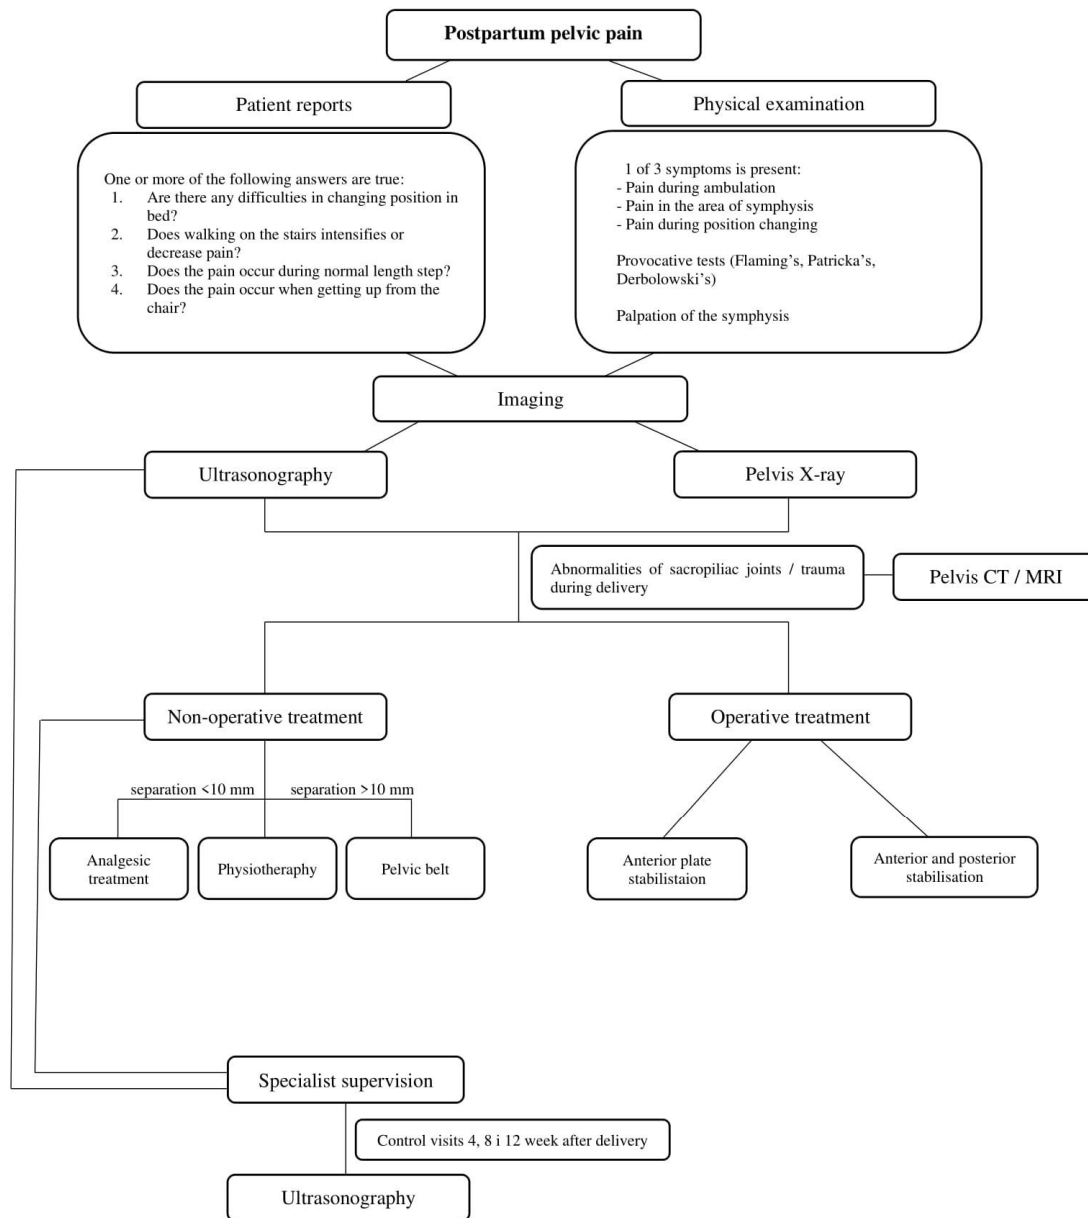 Postpartum pelvic pain
Patient reports
Physical examination
One or more of the following answers are true:
1. Are there any difficulties in changing position in
bed?
2. Does walking on the stairs intensifies or
decrease pain?
3. Does the pain occur during normal length step?
4. Does the pain occur when getting up from the
chair?
1 of 3 symptoms is present:
- Pain during ambulation
- Pain in the area of symphysis
- Pain during position changing
Provocative tests (Flaming’s, Patricka’s,
Derbolowski’s)
Palpation of the symphysis
Imaging
Ultrasonography
Pelvis X-ray
Abnormalities of sacropiliac joints / trauma
during delivery
Pelvis CT / MRI
Non-operative treatment
Operative treatment
separation <10 mm
separation >10 mm
Analgesic
treatment
Physiotheraphy
Pelvic belt
Anterior plate
stabilistaion
Anterior and posterior
stabilisation
Specialist supervision
Control visits 4, 8 i 12 week after delivery
Ultrasonography